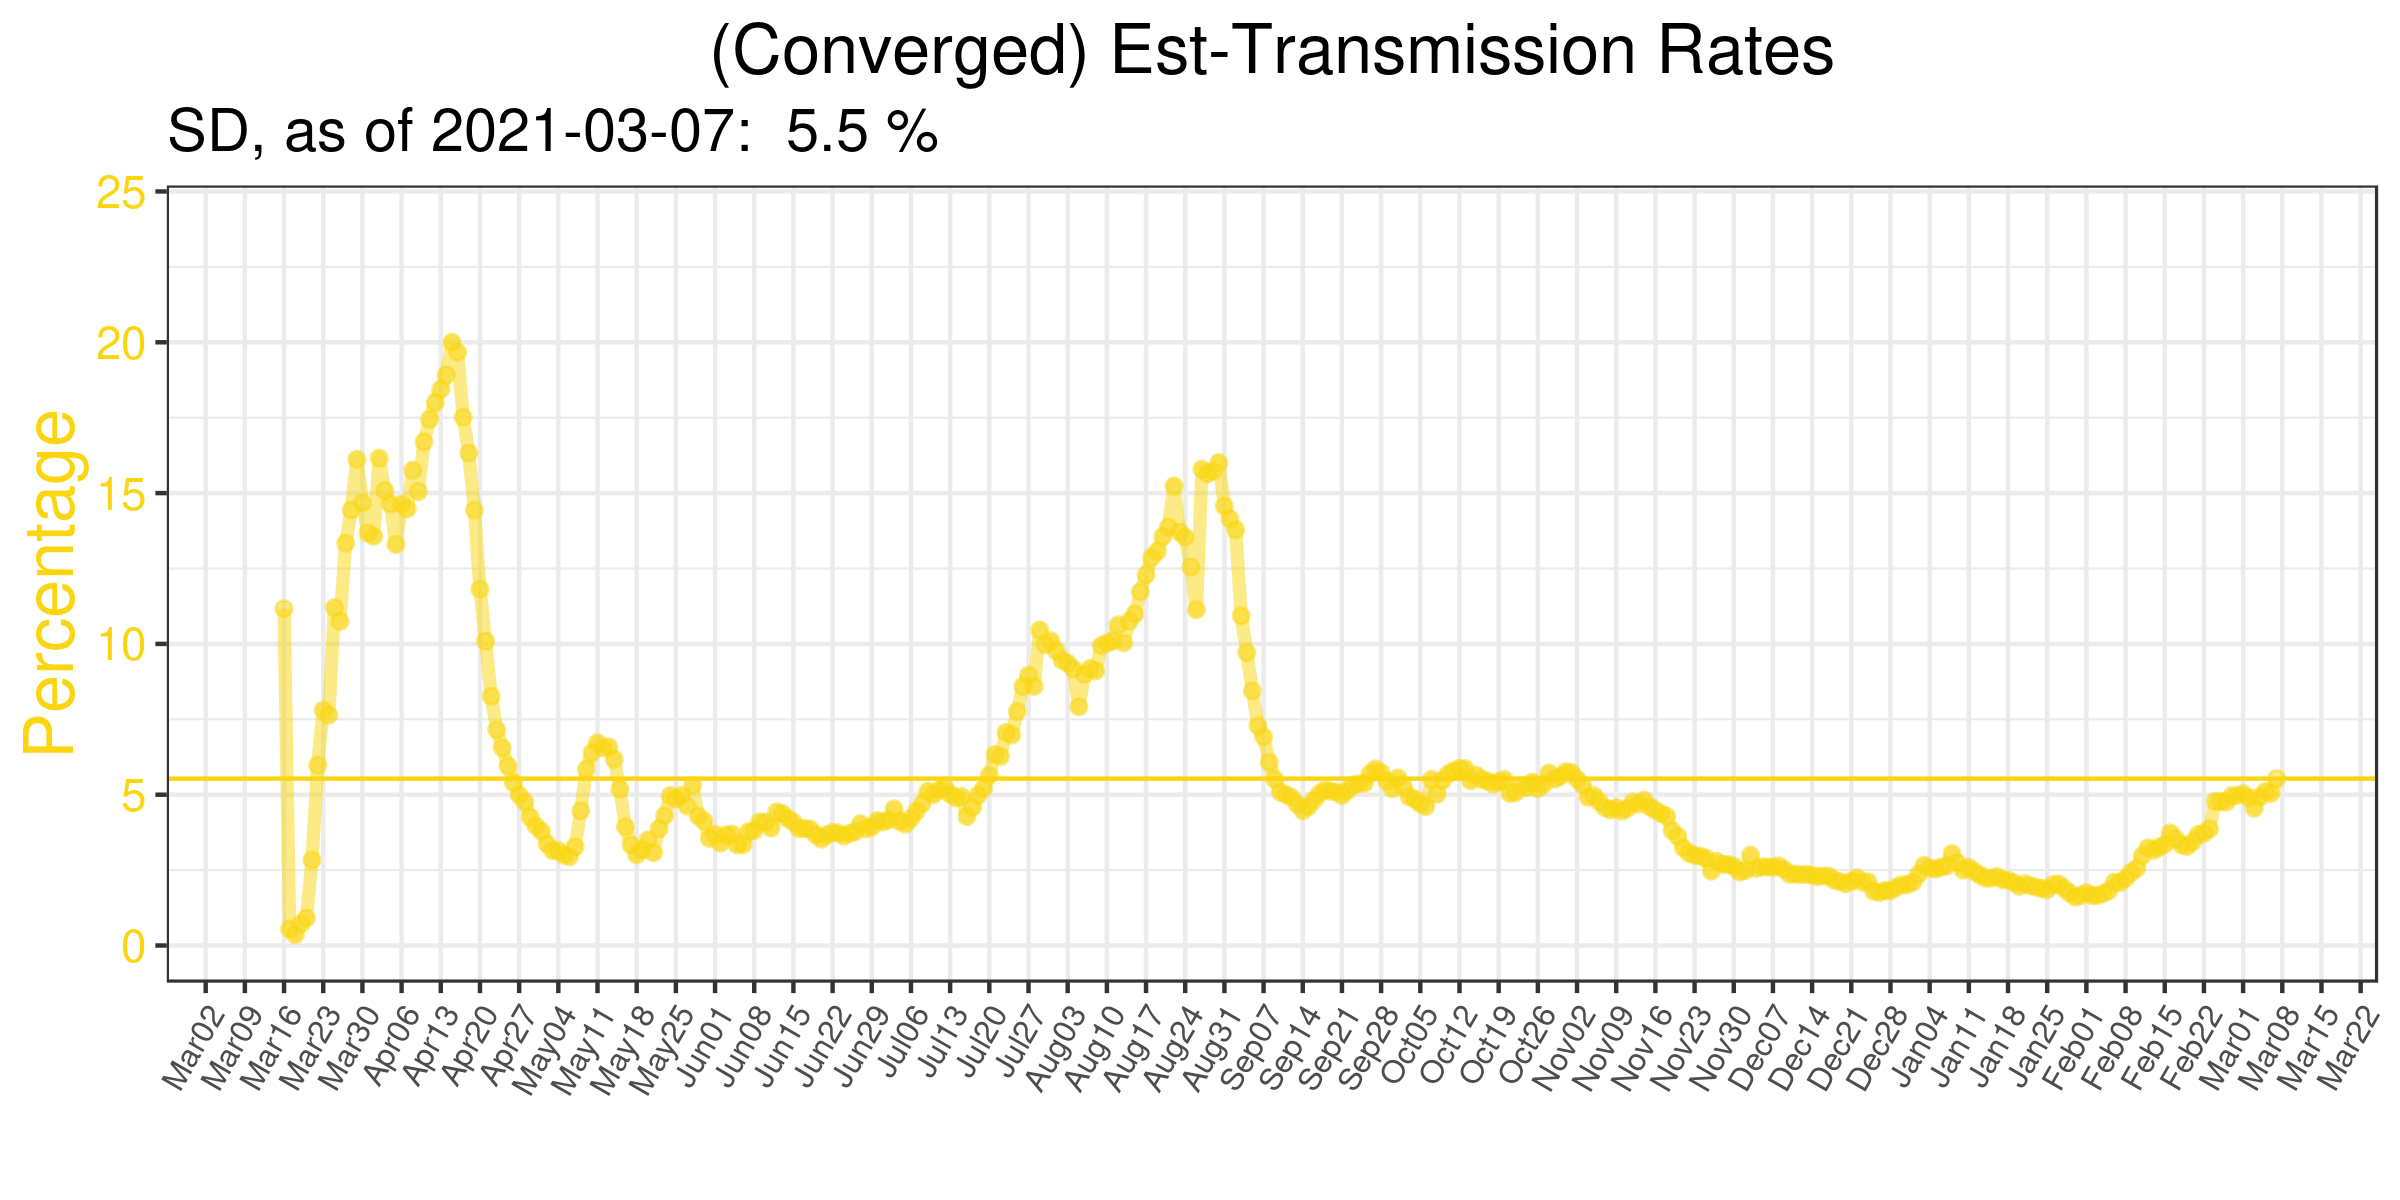 (Converged) Est-Transmission Rates
SD, as of 2021-03-07:  5.5 %
Percentage
25
20
15
10
5
0
Mar02
Mar09
Mar16
Mar23
Mar30
Apr06
Apr13
Apr20
Apr27
May04
May11
May18
May25
Jun01
Jun08
Jun15
Jun22
Jun29
Jul06
Jul13
Jul20
Jul27
Aug03
Aug10
Aug17
Aug24
Aug31
Sep07
Sep14
Sep21
Sep28
Oct05
Oct12
Oct19
Oct26
Nov02
Nov09
Nov16
Nov23
Nov30
Dec07
Dec14
Dec21
Dec28
Jan04
Jan11
Jan18
Jan25
Feb01
Feb08
Feb15
Feb22
Mar01
Mar08
Mar15
Mar22